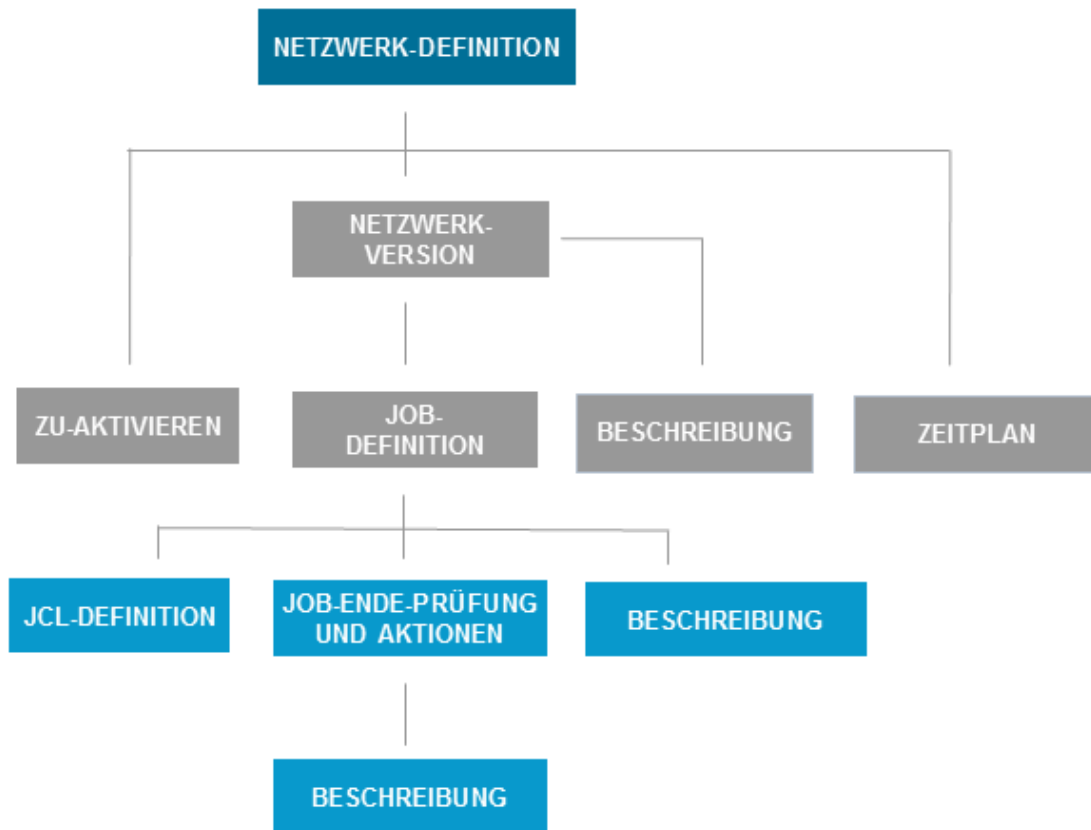 NETZWERK-DEFINITION
NETZWERK-
VERSION
ZU-AKTIVIEREN
JOB-
DEFINITION
BESCHREIBUNG
ZEITPLAN
JCL-DEFINITION
JOB-ENDE-PRÜFUNG
UND AKTIONEN
BESCHREIBUNG
BESCHREIBUNG